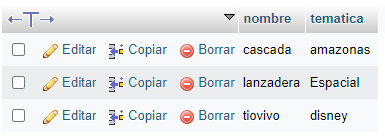 nombre tematica
Editar Copiar Borrar cascada amazonas
Editar Copiar Borrar lanzadera Espacial
Editar Copiar Borrar tiovivo disney